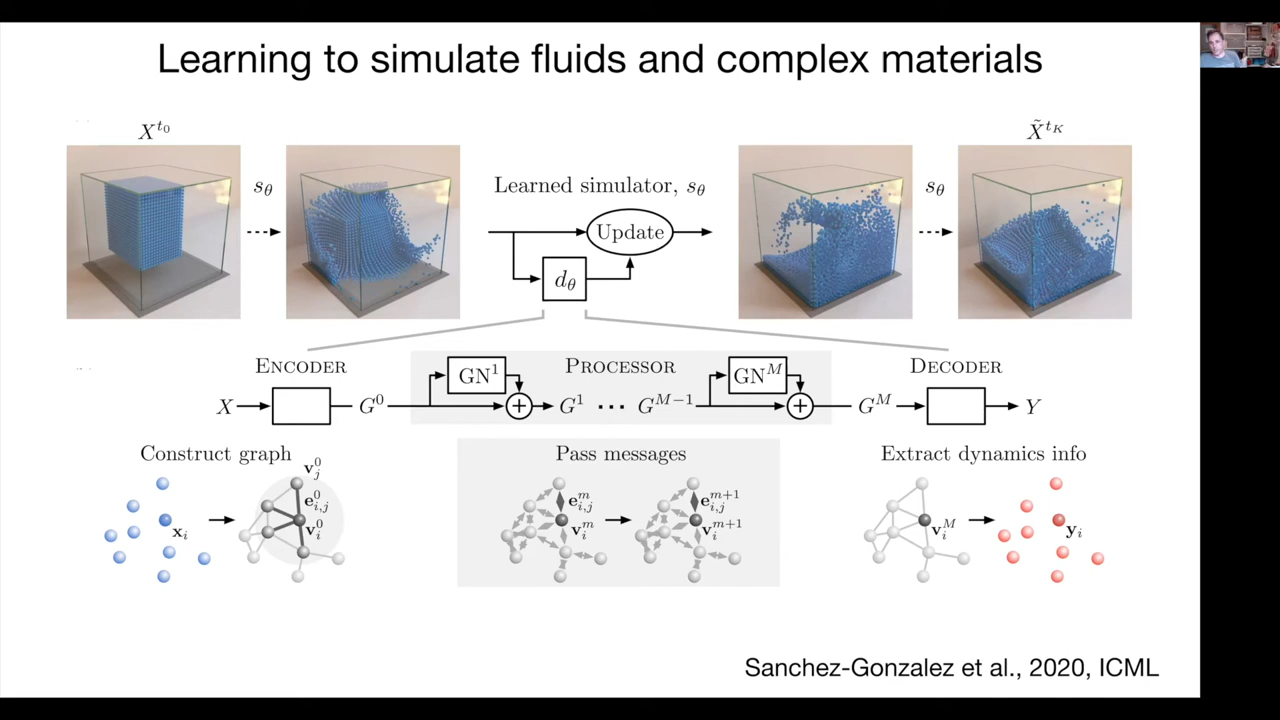 Learning to simulate fluids and complex materials
X^{t_0}
s_θ
Learned simulator, s_θ
Update
d_θ
s_θ
X̃^{t_K}
ENCODER
PROCESSOR
DECODER
GN^1
GN^M
X
G^0
+
G^1
...
G^{M-1}
+
G^M
Y
Construct graph
Pass messages
Extract dynamics info
x_i
v_j^0
e_{i,j}^0
v_i^0
e_{i,j}^m
v_i^m
e_{i,j}^{m+1}
v_i^{m+1}
v_i^M
y_i
Sanchez-Gonzalez et al., 2020, ICML